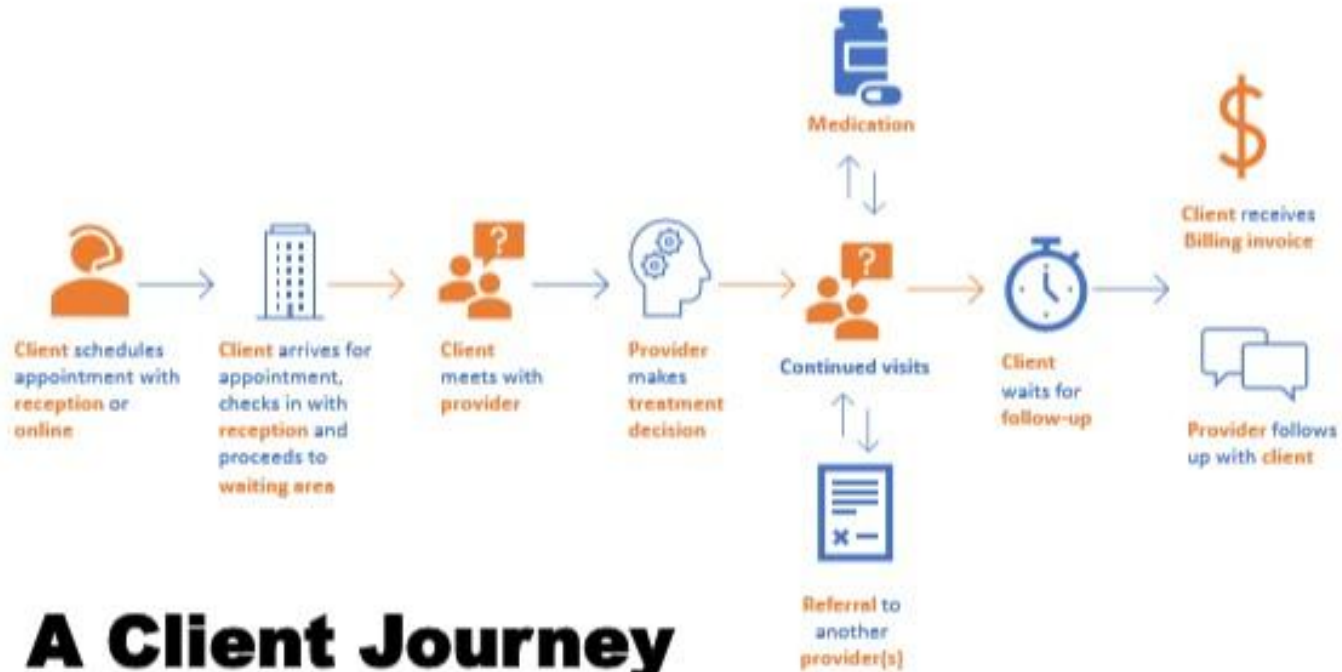 Medication
Client receives
Billing invoice
Client schedules
appointment with
reception or
online
Client arrives for
appointment,
checks in with
reception and
proceeds to
waiting area
Client
meets with
provider
Provider
makes
treatment
decision
Continued visits
Client
waits for
follow-up
Provider follows
up with client
Referral to
another
provider(s)
A Client Journey